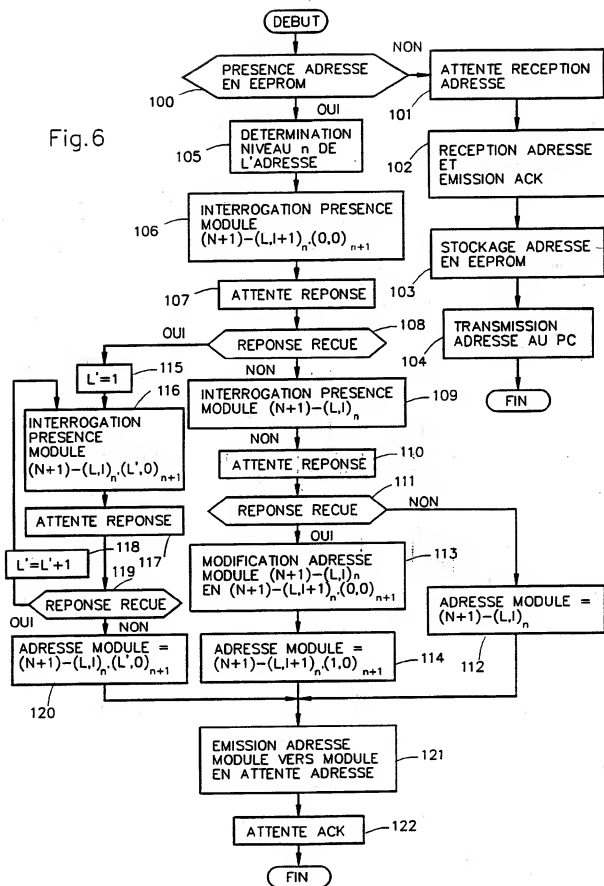 DEBUT
NON
PRESENCE ADRESSE
EN EEPROM
100
ATTENTE RECEPTION
ADRESSE
101
OUI
Fig.6
DETERMINATION
NIVEAU n DE
L'ADRESSE
105
RECEPTION ADRESSE
ET
EMISSION ACK
102
INTERROGATION PRESENCE
MODULE
(N+1)-(L,I+1)n.(0,0)n+1
106
STOCKAGE ADRESSE
EN EEPROM
103
ATTENTE REPONSE
107
TRANSMISSION
ADRESSE AU PC
104
OUI
REPONSE RECUE
108
FIN
L'=1
115
NON
INTERROGATION PRESENCE
MODULE (N+1)-(L,I)n
109
116
INTERROGATION
PRESENCE
MODULE
(N+1)-(L,I)n.(L',0)n+1
NON
ATTENTE REPONSE
110
REPONSE RECUE
111
NON
ATTENTE REPONSE
117
OUI
L'=L'+1
118
MODIFICATION ADRESSE
MODULE (N+1)-(L,I)n
EN (N+1)-(L,I+1)n.(0,0)n+1
113
119
REPONSE RECUE
OUI
NON
ADRESSE MODULE =
(N+1)-(L,I)n
112
ADRESSE MODULE =
(N+1)-(L,I)n.(L',0)n+1
120
ADRESSE MODULE =
(N+1)-(L,I+1)n.(1,0)n+1
114
EMISSION ADRESSE
MODULE VERS MODULE
EN ATTENTE ADRESSE
121
ATTENTE ACK
122
FIN